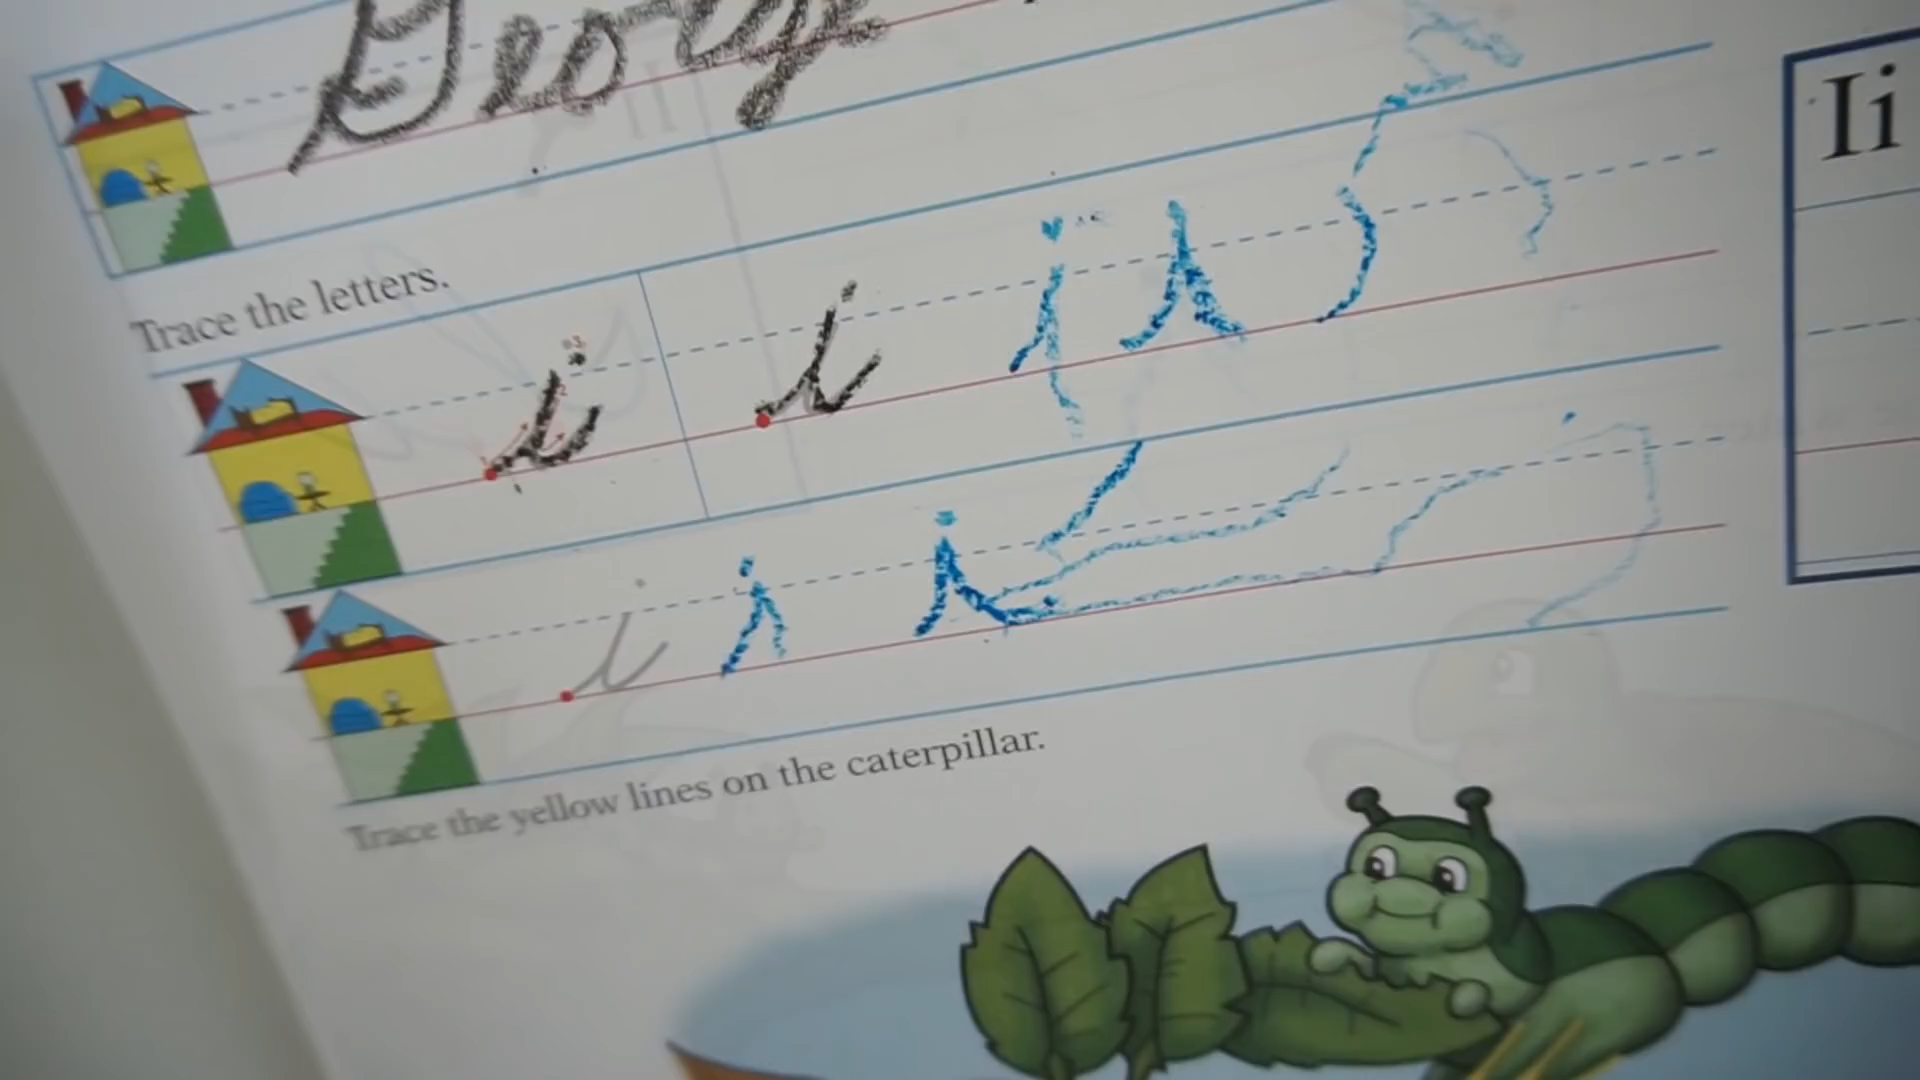 George
Ii
Trace the letters.
i i i i
i i i
Trace the yellow lines on the caterpillar.